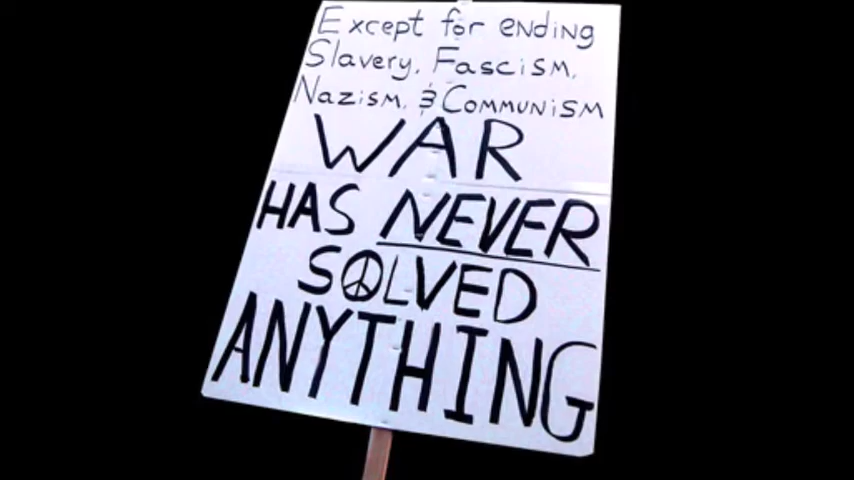 Except for ending
Slavery, Fascism,
Nazism, & Communism
WAR
HAS NEVER
SOLVED
ANYTHING